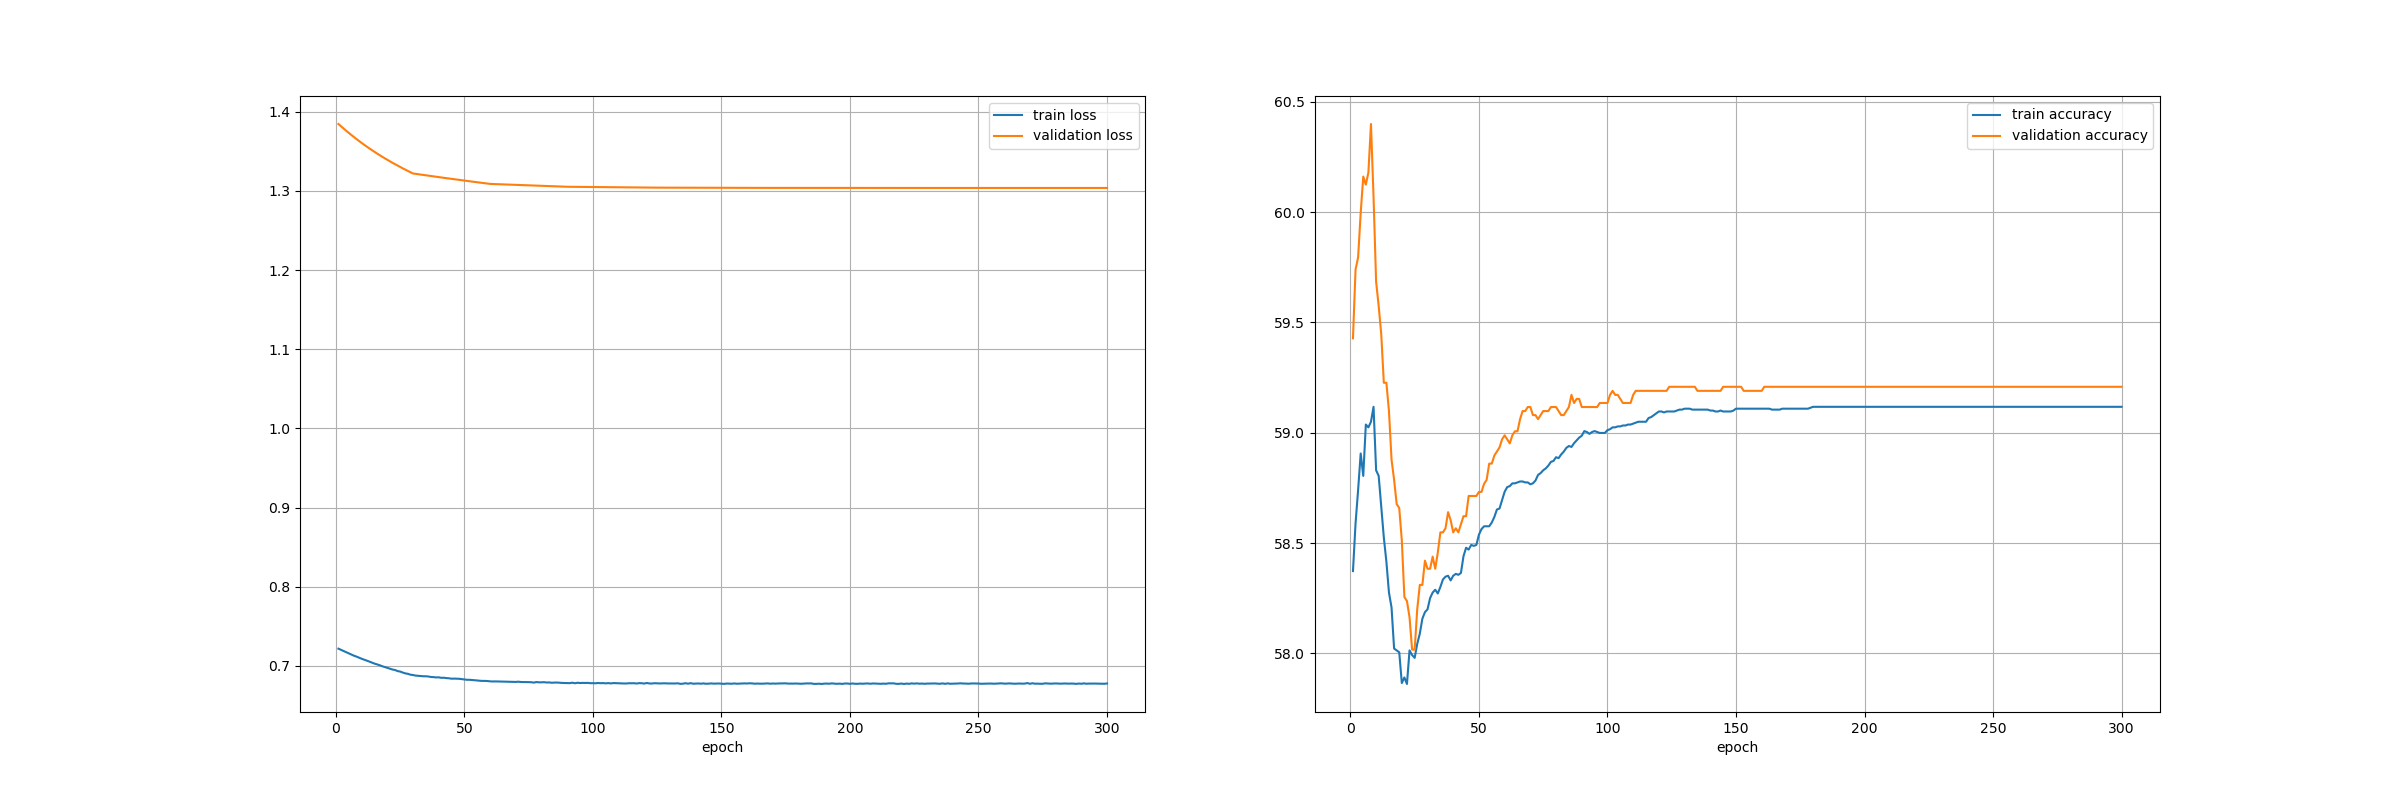 1.4
1.3
1.2
1.1
1.0
0.9
0.8
0.7
0 50 100 150 200 250 300
epoch
train loss
validation loss
60.5
60.0
59.5
59.0
58.5
58.0
0 50 100 150 200 250 300
epoch
train accuracy
validation accuracy